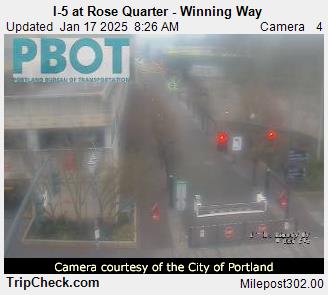 I-5 at Rose Quarter - Winning Way
Updated Jan 17 2025 8:26 AM Camera 4
PBOT
PORTLAND BUREAU OF TRANSPORTATION
Camera courtesy of the City of Portland
TripCheck.com Milepost302.00